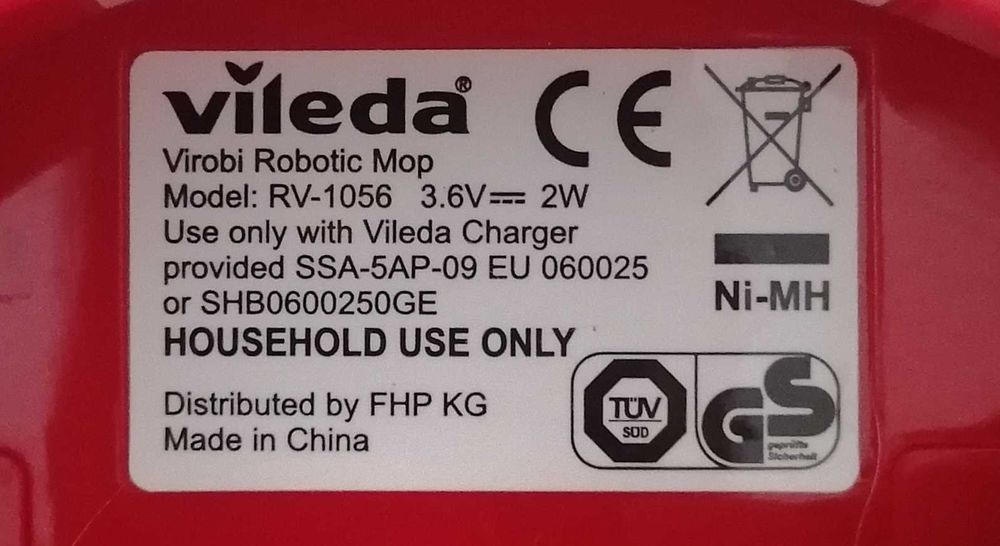 vileda®
CE
Virobi Robotic Mop
Model: RV-1056 3.6V⎓ 2W
Use only with Vileda Charger
provided SSA-5AP-09 EU 060025
or SHB0600250GE
Ni-MH
HOUSEHOLD USE ONLY
Distributed by FHP KG
Made in China
TÜV
SÜD
GS
geprüfte
Sicherheit